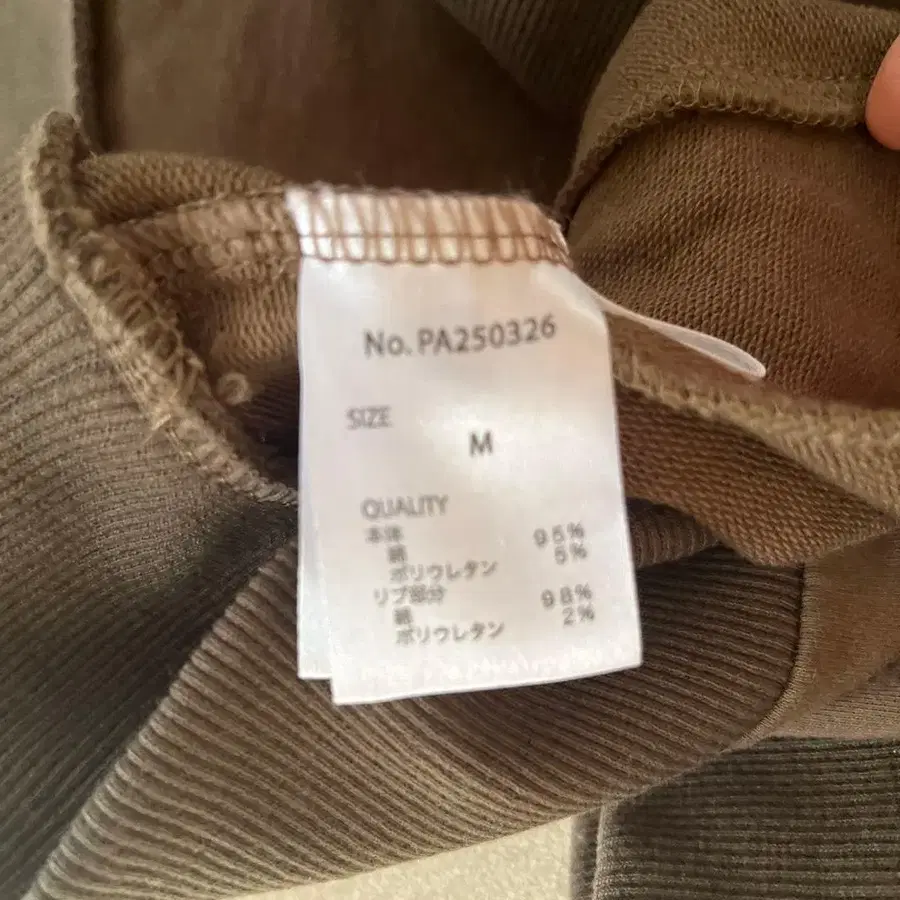 No. PA250326
SIZE
M
QUALITY
本体
綿 95%
ポリウレタン 5%
リブ部分
綿 98%
ポリウレタン 2%